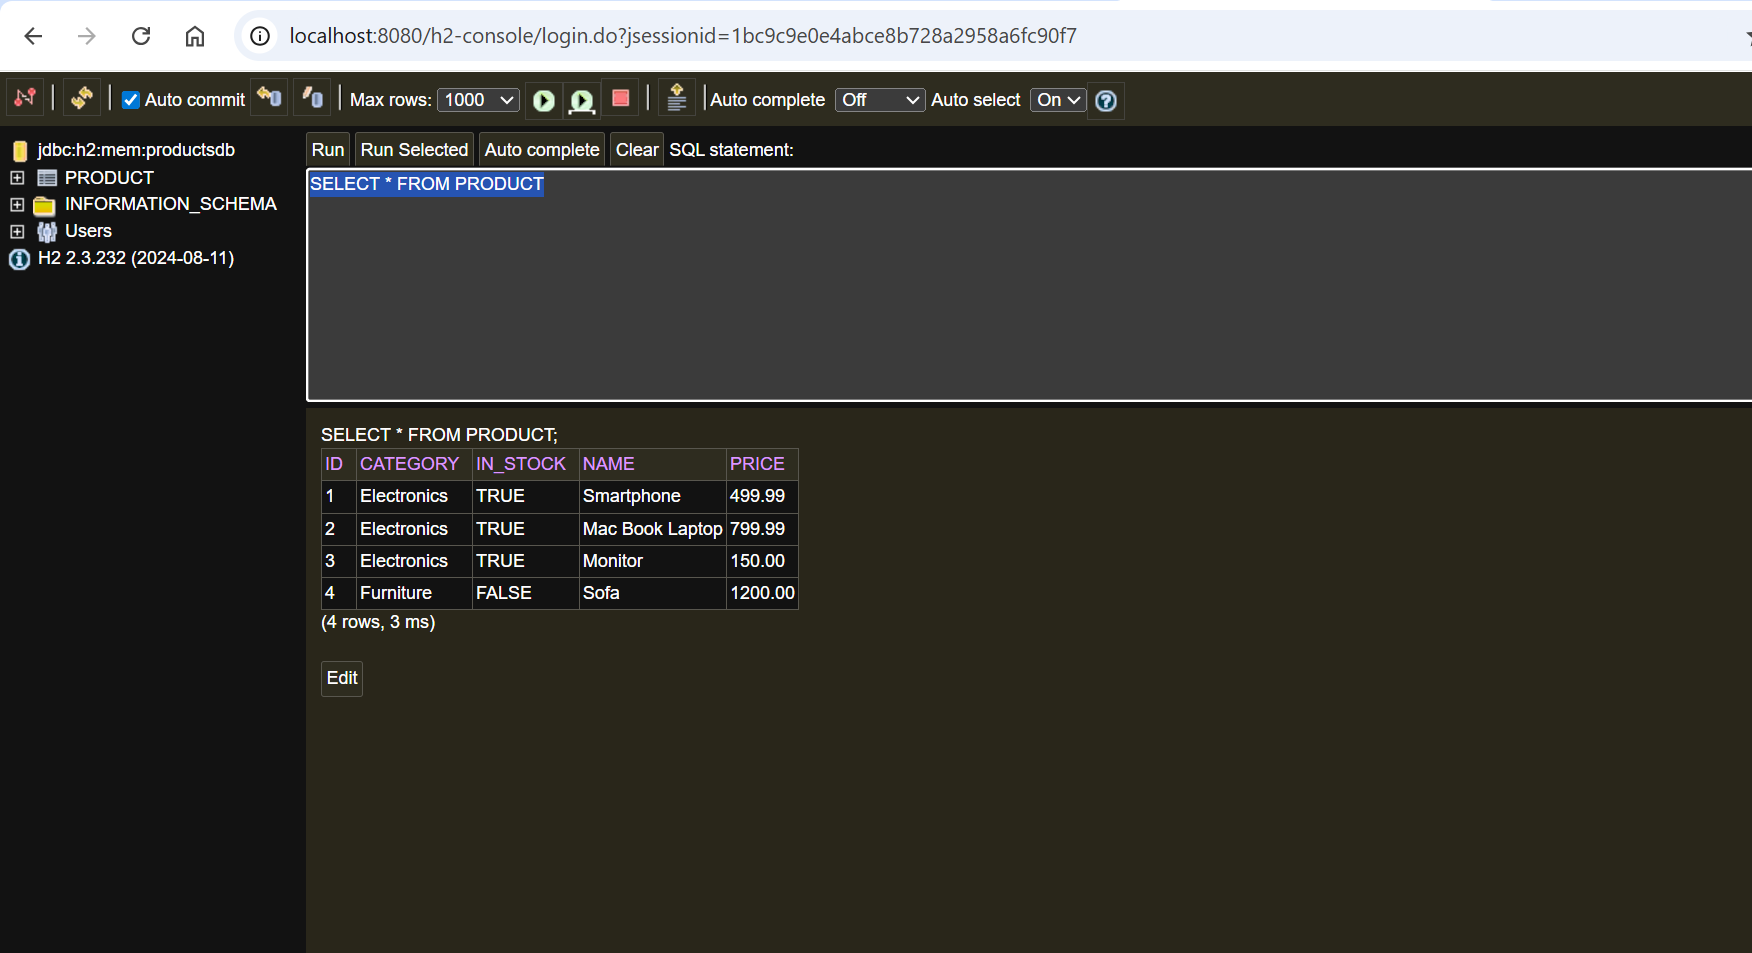 localhost:8080/h2-console/login.do?jsessionid=1bc9c9e0e4abce8b728a2958a6fc90f7
Auto commit Max rows: 1000 Auto complete Off Auto select On
jdbc:h2:mem:productsdb
PRODUCT
INFORMATION_SCHEMA
Users
H2 2.3.232 (2024-08-11)
Run Run Selected Auto complete Clear SQL statement:
SELECT * FROM PRODUCT
SELECT * FROM PRODUCT;
ID CATEGORY IN_STOCK NAME PRICE
1 Electronics TRUE Smartphone 499.99
2 Electronics TRUE Mac Book Laptop 799.99
3 Electronics TRUE Monitor 150.00
4 Furniture FALSE Sofa 1200.00
(4 rows, 3 ms)
Edit